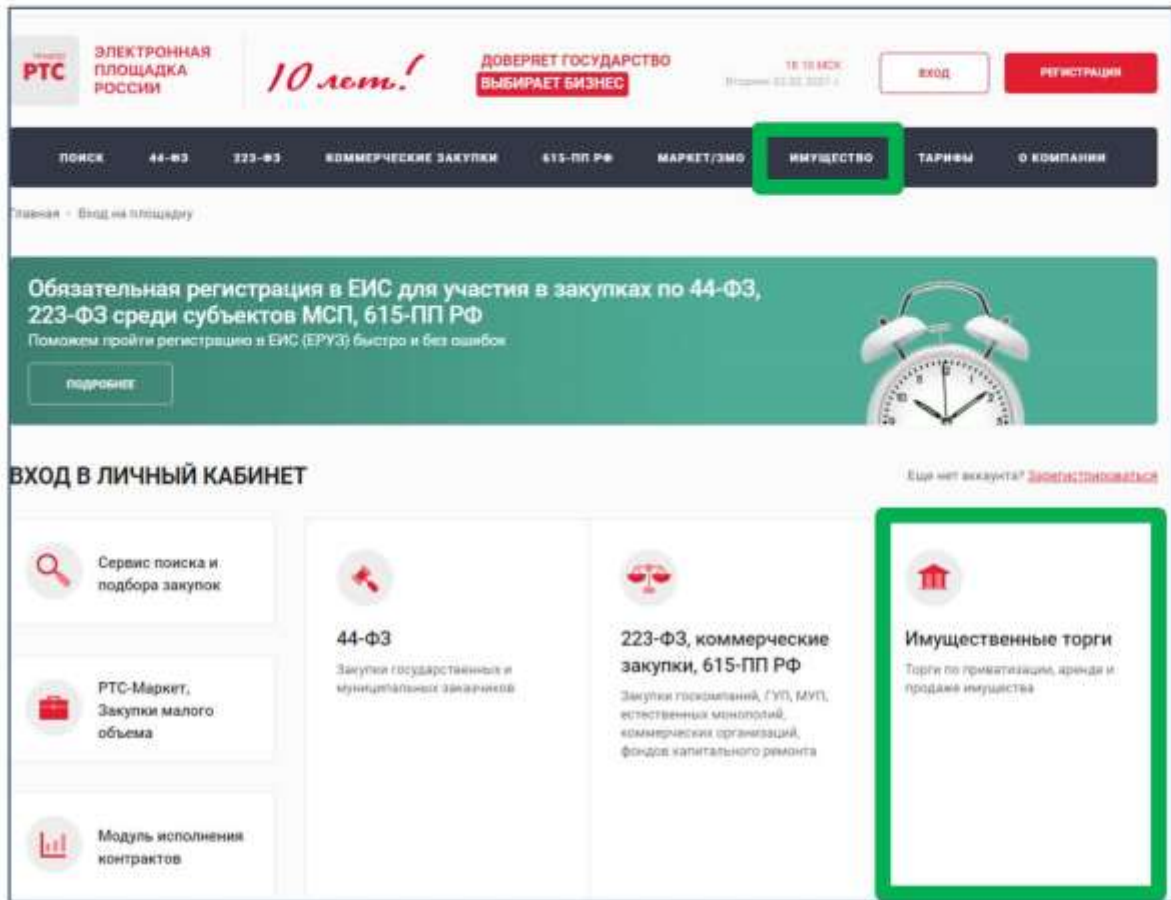 РТС
ЭЛЕКТРОННАЯ
ПЛОЩАДКА
РОССИИ
10 лет!
ДОВЕРЯЕТ ГОСУДАРСТВО
ВЫБИРАЕТ БИЗНЕС
МСК
ВХОД
РЕГИСТРАЦИЯ
ПОИСК 44-ФЗ 223-ФЗ КОММЕРЧЕСКИЕ ЗАКУПКИ 615-ПП РФ МАРКЕТ/ЗМО ИМУЩЕСТВО ТАРИФЫ О КОМПАНИИ
Главная Вход на площадку
Обязательная регистрация в ЕИС для участия в закупках по 44-ФЗ,
223-ФЗ среди субъектов МСП, 615-ПП РФ
Поможем пройти регистрацию в ЕИС (ЕРУЗ) быстро и без ошибок
ПОДРОБНЕЕ
ВХОД В ЛИЧНЫЙ КАБИНЕТ
Еще нет аккаунта? Зарегистрироваться
Сервис поиска и
подбора закупок
РТС-Маркет,
Закупки малого
объема
Модуль исполнения
контрактов
44-ФЗ
Закупки государственных и
муниципальных заказчиков
223-ФЗ, коммерческие
закупки, 615-ПП РФ
Закупки госкомпаний, ГУП, МУП,
естественных монополий,
коммерческих организаций,
фондов капитального ремонта
Имущественные торги
Торги по приватизации, аренде и
продаже имущества